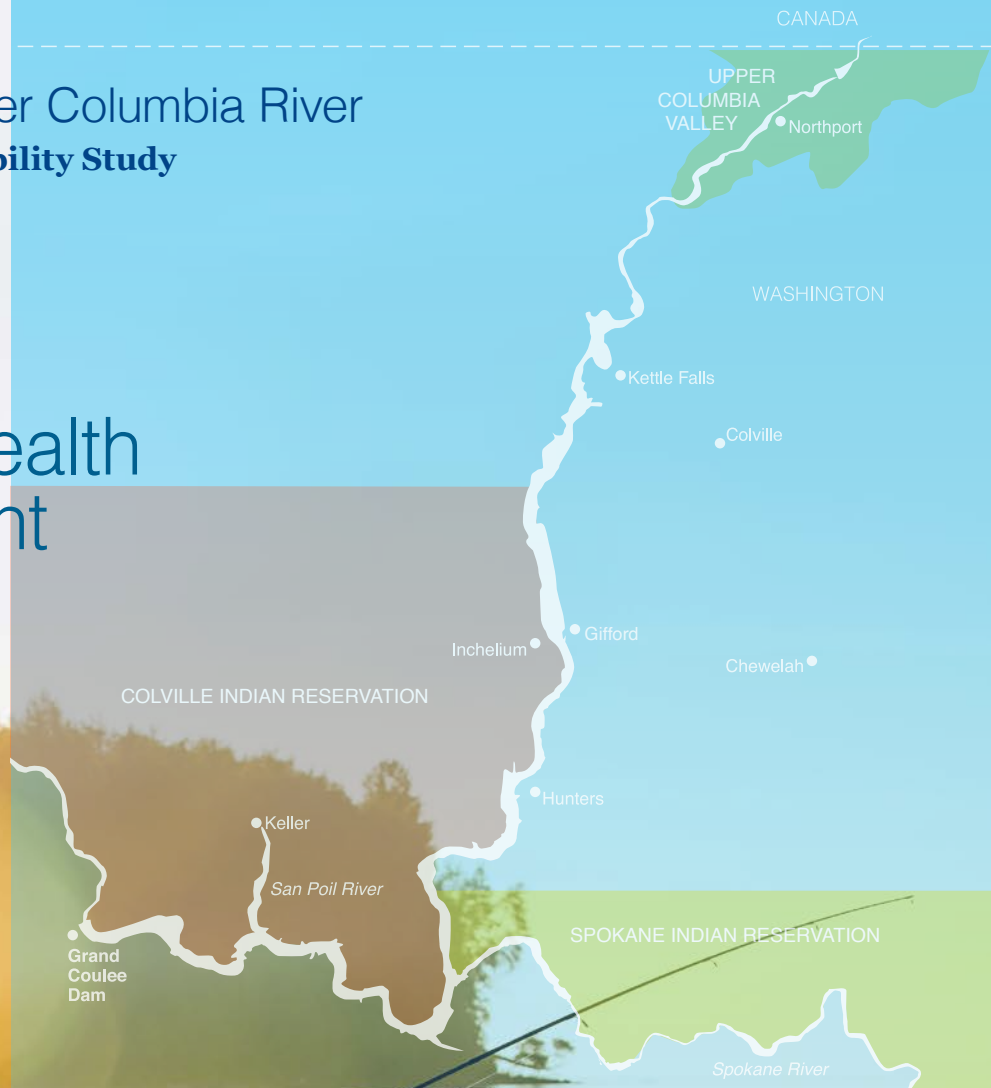 CANADA
er Columbia River
bility Study
UPPER
COLUMBIA
VALLEY
Northport
WASHINGTON
Kettle Falls
Colville
ealth
nt
Gifford
Inchelium
Chewelah
COLVILLE INDIAN RESERVATION
Hunters
Keller
San Poil River
SPOKANE INDIAN RESERVATION
Grand
Coulee
Dam
Spokane River